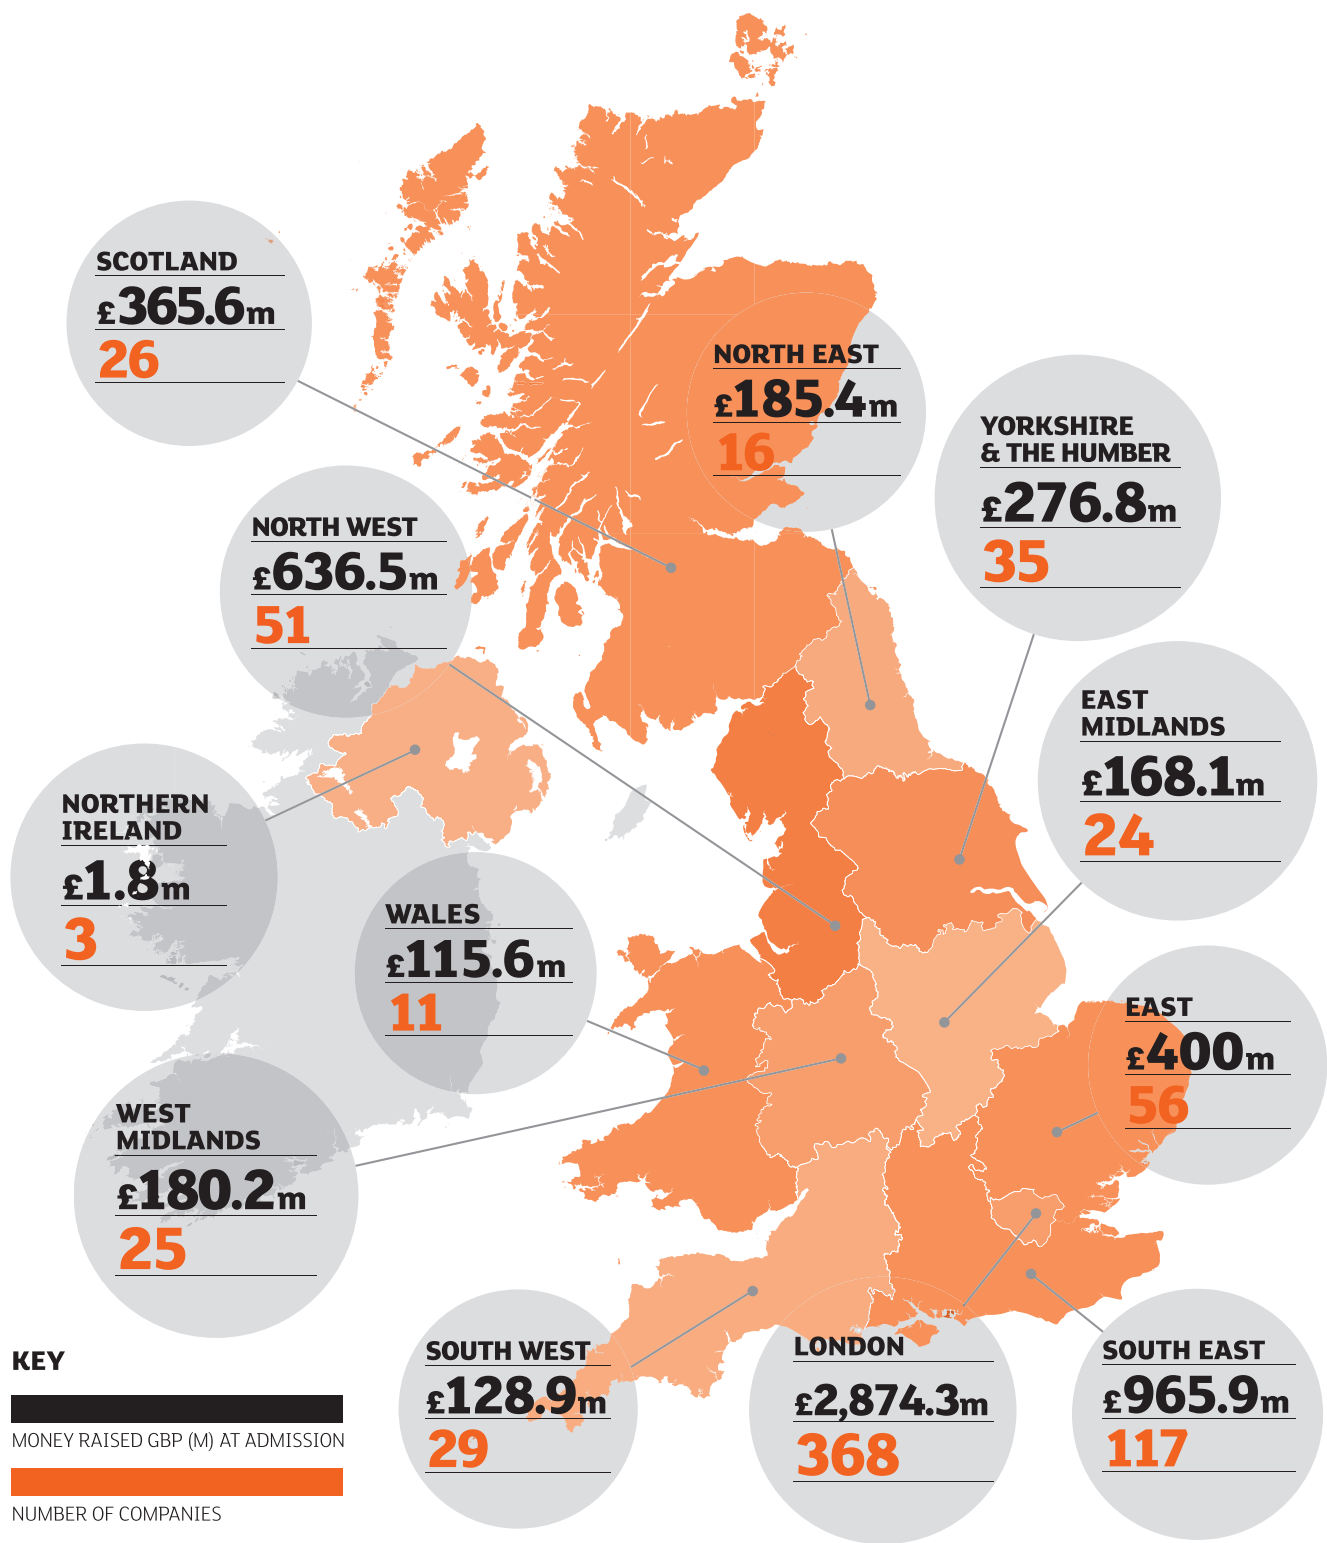 SCOTLAND
£365.6m
26
NORTH EAST
£185.4m
16
YORKSHIRE
& THE HUMBER
£276.8m
35
NORTH WEST
£636.5m
51
EAST
MIDLANDS
£168.1m
24
NORTHERN
IRELAND
£1.8m
3
WALES
£115.6m
11
EAST
£400m
56
WEST
MIDLANDS
£180.2m
25
SOUTH WEST
£128.9m
29
LONDON
£2,874.3m
368
SOUTH EAST
£965.9m
117
KEY
MONEY RAISED GBP (M) AT ADMISSION
NUMBER OF COMPANIES